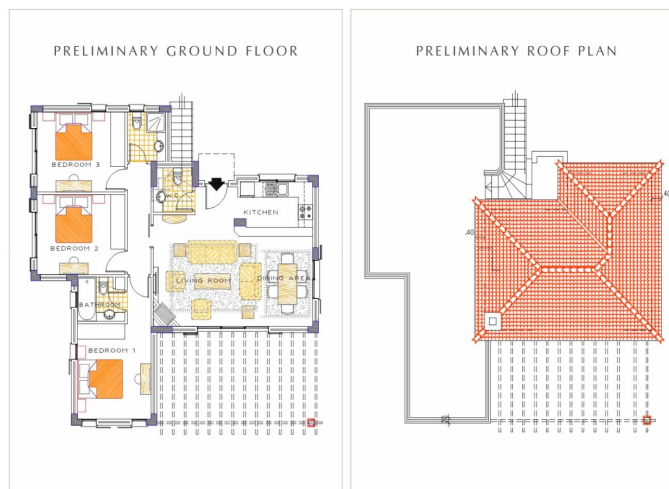 PRELIMINARY GROUND FLOOR
BEDROOM 3
W.C.
KITCHEN
BEDROOM 2
LIVING ROOM
DINING AREA
BATHROOM
BEDROOM 1
PRELIMINARY ROOF PLAN
.40
.40